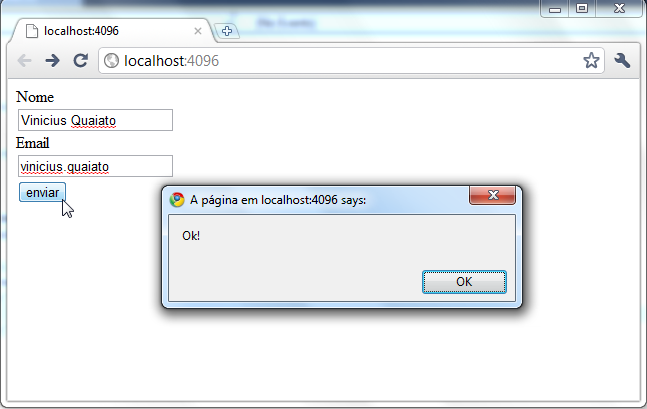 localhost:4096
localhost:4096
Nome
Vinicius Quaiato
Email
vinicius.quaiato
enviar
A página em localhost:4096 says:
Ok!
OK